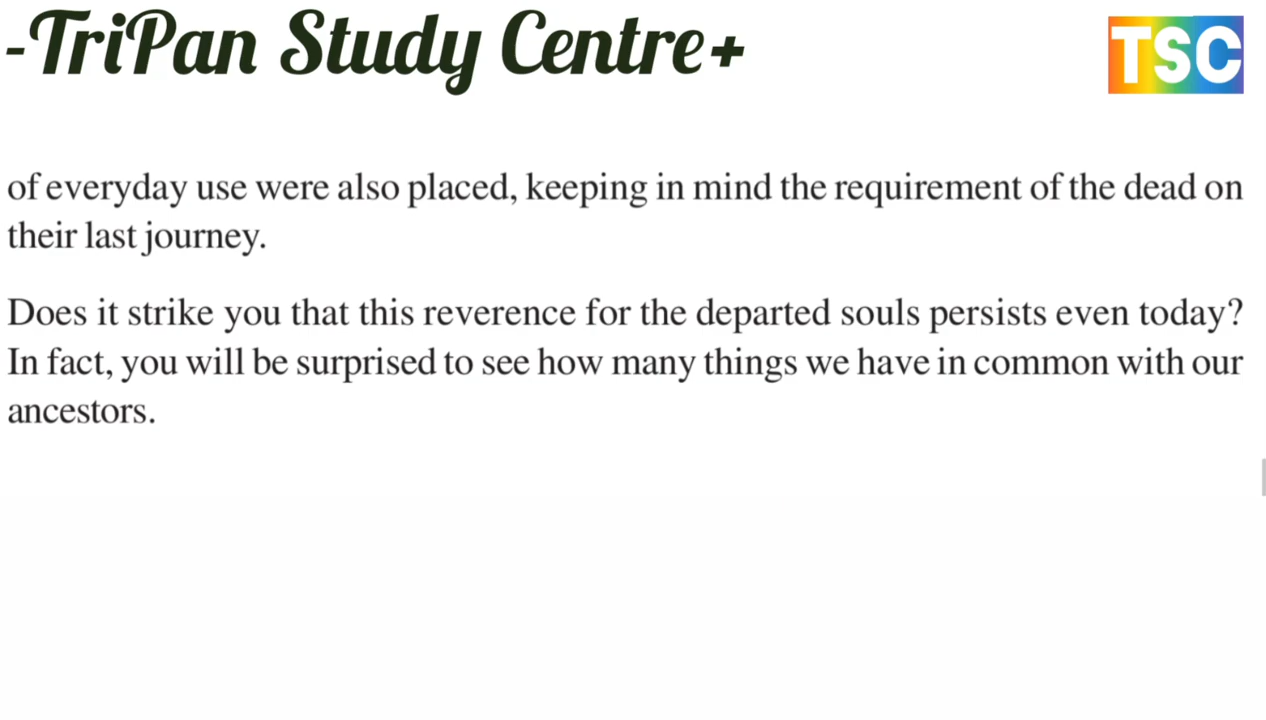 -TriPan Study Centre+
TSC
of everyday use were also placed, keeping in mind the requirement of the dead on
their last journey.
Does it strike you that this reverence for the departed souls persists even today?
In fact, you will be surprised to see how many things we have in common with our
ancestors.